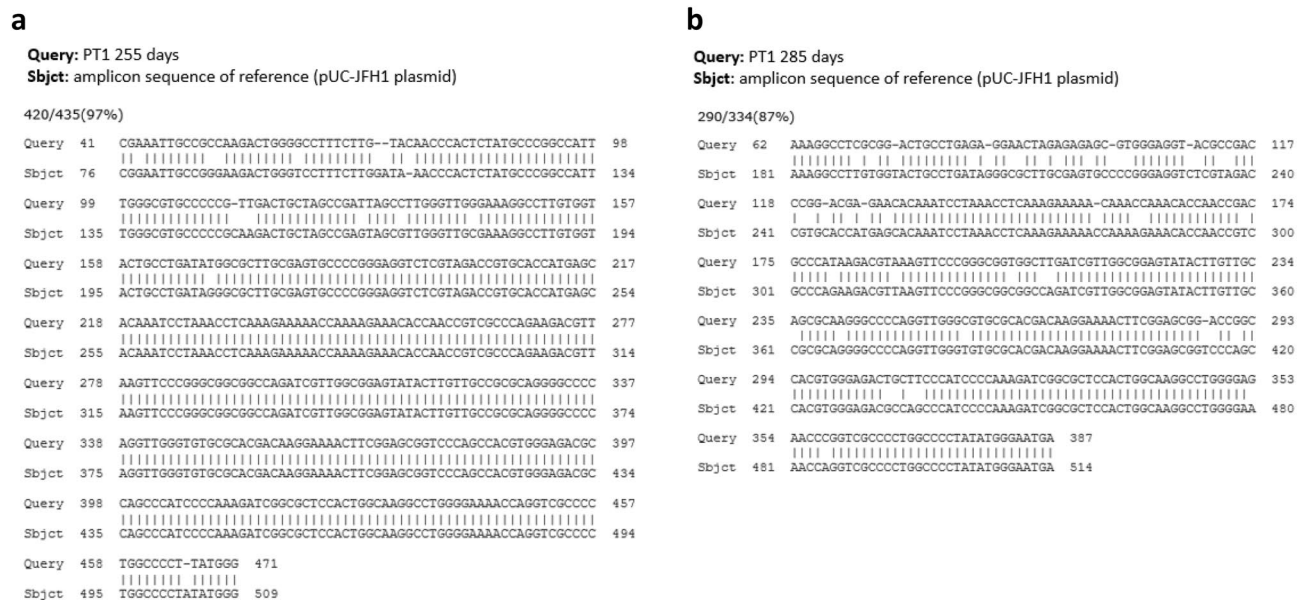 a
Query: PT1 255 days
Sbjct: amplicon sequence of reference (pUC-JFH1 plasmid)
420/435(97%)
Query 41 CGAAATTGCCGCCAAGACTGGGGCCTTTCTTG--TACAACCCACTCTATGCCCGGCCATT 98
Sbjct 76 CGGAATTGCCGGGAAGACTGGGTCCTTTCTTGGATA-AACCCACTCTATGCCCGGCCATT 134
Query 99 TGGGCGTGCCCCCG-TTGACTGCTAGCCGATTAGCCTTGGGTTGGGAAAGGCCTTGTGGT 157
Sbjct 135 TGGGCGTGCCCCCGCAAGACTGCTAGCCGAGTAGCGTTGGGTTGCGAAAGGCCTTGTGGT 194
Query 158 ACTGCCTGATATGGCGCTTGCGAGTGCCCCGGGAGGTCTCGTAGACCGTGCACCATGAGC 217
Sbjct 195 ACTGCCTGATAGGGCGCTTGCGAGTGCCCCGGGAGGTCTCGTAGACCGTGCACCATGAGC 254
Query 218 ACAAATCCTAAACCTCAAAGAAAAACCAAAAGAAACACCAACCGTCGCCCAGAAGACGTT 277
Sbjct 255 ACAAATCCTAAACCTCAAAGAAAAACCAAAAGAAACACCAACCGTCGCCCAGAAGACGTT 314
Query 278 AAGTTCCCGGGCGGCGGCCAGATCGTTGGCGGAGTATACTTGTTGCCGCGCAGGGGCCCC 337
Sbjct 315 AAGTTCCCGGGCGGCGGCCAGATCGTTGGCGGAGTATACTTGTTGCCGCGCAGGGGCCCC 374
Query 338 AGGTTGGGTGTGCGCACGACAAGGAAAACTTCGGAGCGGTCCCAGCCACGTGGGAGACGC 397
Sbjct 375 AGGTTGGGTGTGCGCACGACAAGGAAAACTTCGGAGCGGTCCCAGCCACGTGGGAGACGC 434
Query 398 CAGCCCATCCCCAAAGATCGGCGCTCCACTGGCAAGGCCTGGGGAAAACCAGGTCGCCCC 457
Sbjct 435 CAGCCCATCCCCAAAGATCGGCGCTCCACTGGCAAGGCCTGGGGAAAACCAGGTCGCCCC 494
Query 458 TGGCCCCT-TATGGG 471
Sbjct 495 TGGCCCCTATATGGG 509
b
Query: PT1 285 days
Sbjct: amplicon sequence of reference (pUC-JFH1 plasmid)
290/334(87%)
Query 62 AAAGGCCTCGCGG-ACTGCCTGAGA-GGAACTAGAGAGAGC-GTGGGAGGT-ACGCCGAC 117
Sbjct 181 AAAGGCCTTGTGGTACTGCCTGATAGGGCGCTTGCGAGTGCCCCGGGAGGTCTCGTAGAC 240
Query 118 CCGG-ACGA-GAACACAAATCCTAAACCTCAAAGAAAAA-CAAACCAAACACCAACCGAC 174
Sbjct 241 CGTGCACCATGAGCACAAATCCTAAACCTCAAAGAAAAACCAAAAGAAACACCAACCGTC 300
Query 175 GCCCATAAGACGTAAAGTTCCCGGGCGGTGGCTTGATCGTTGGCGGAGTATACTTGTTGC 234
Sbjct 301 GCCCAGAAGACGTTAAGTTCCCGGGCGGCGGCCAGATCGTTGGCGGAGTATACTTGTTGC 360
Query 235 AGCGCAAGGGCCCCAGGTTGGGCGTGCGCACGACAAGGAAAACTTCGGAGCGG-ACCGGC 293
Sbjct 361 CGCGCAGGGGCCCCAGGTTGGGTGTGCGCACGACAAGGAAAACTTCGGAGCGGTCCCAGC 420
Query 294 CACGTGGGAGACTGCTTCCCATCCCCAAAGATCGGCGCTCCACTGGCAAGGCCTGGGGAG 353
Sbjct 421 CACGTGGGAGACGCCAGCCCATCCCCAAAGATCGGCGCTCCACTGGCAAGGCCTGGGGAA 480
Query 354 AACCCGGTCGCCCCTGGCCCCTATATGGGAATGA 387
Sbjct 481 AACCAGGTCGCCCCTGGCCCCTATATGGGAATGA 514